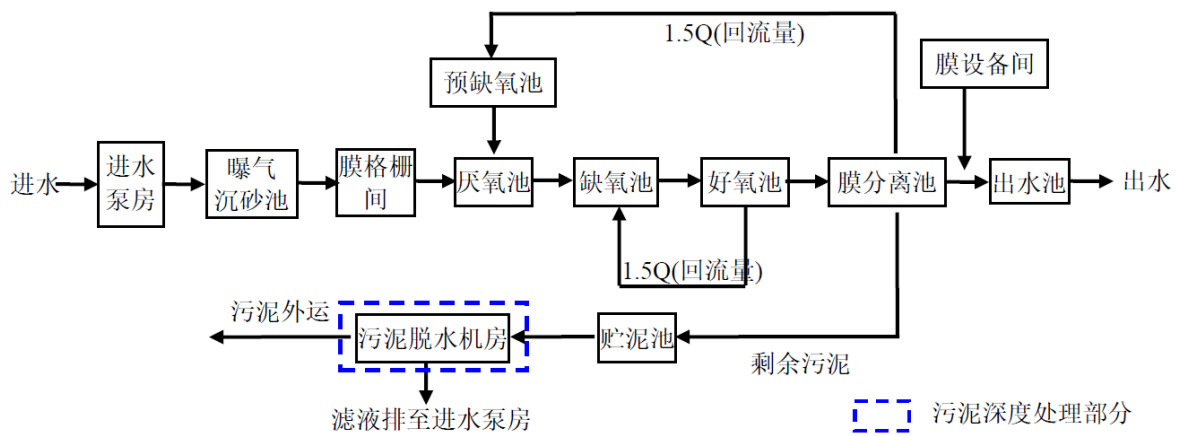 1.5Q(回流量)
预缺氧池
膜设备间
进水
进水
泵房
曝气
沉砂池
膜格栅
间
厌氧池
缺氧池
好氧池
膜分离池
出水池
出水
1.5Q(回流量)
污泥外运
污泥脱水机房
贮泥池
剩余污泥
滤液排至进水泵房
污泥深度处理部分